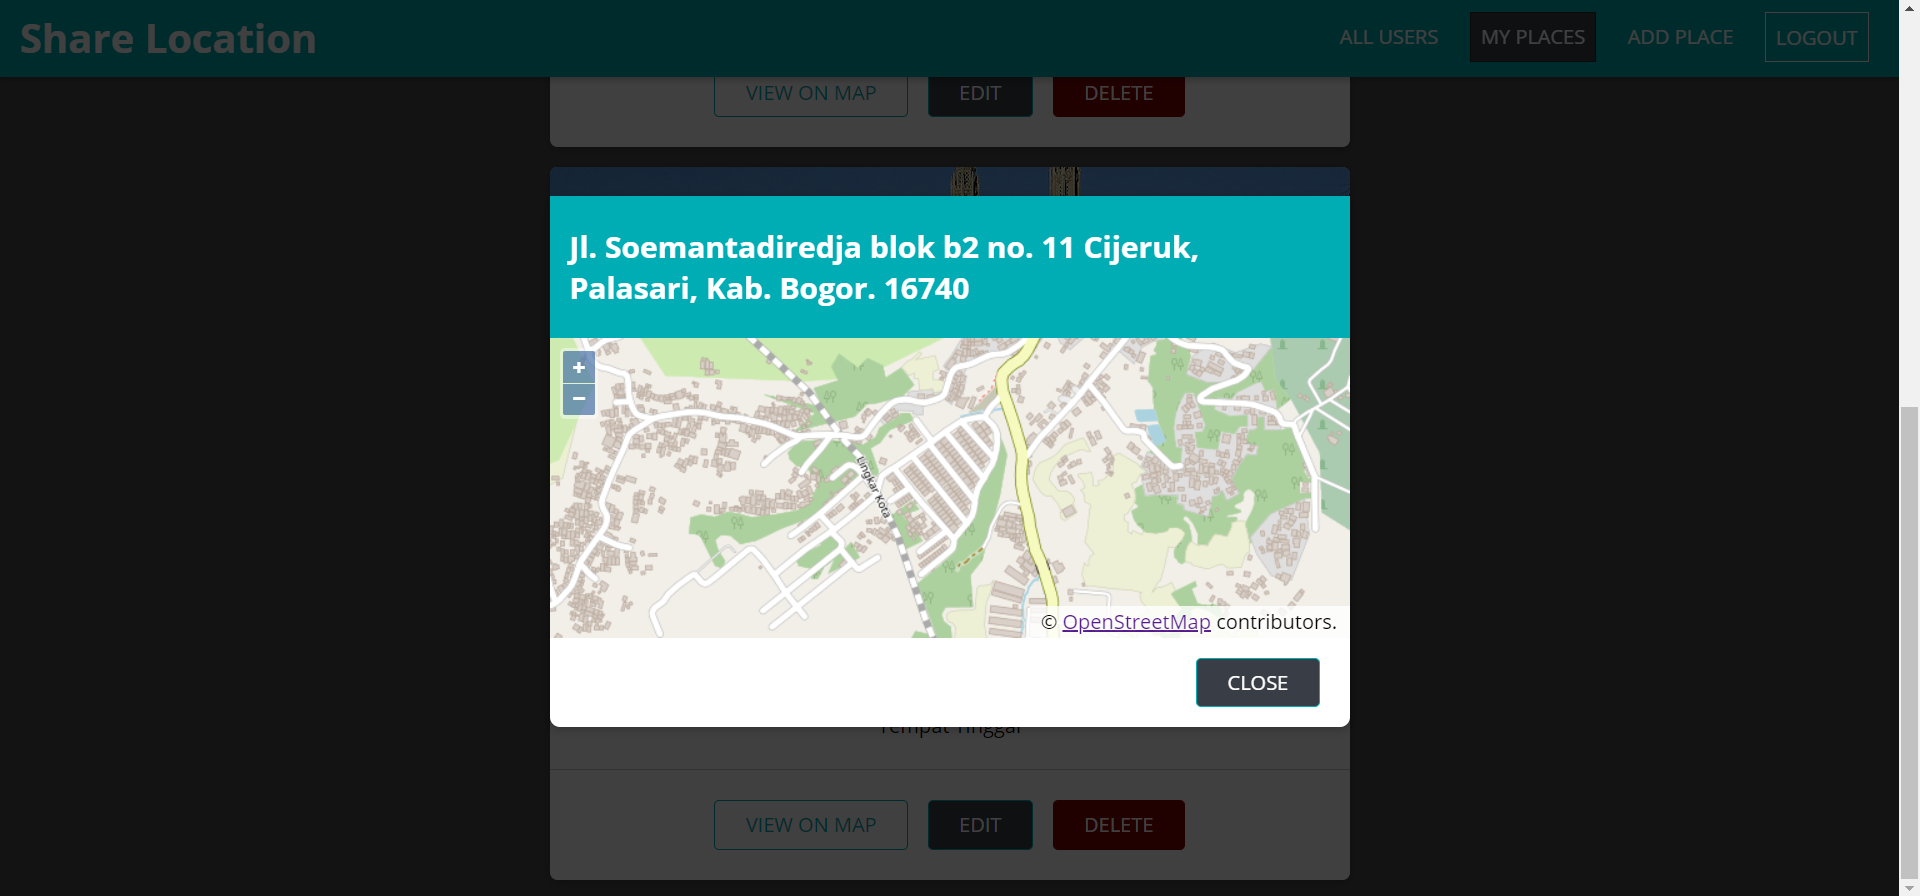 Share Location
ALL USERS
MY PLACES
ADD PLACE
LOGOUT
VIEW ON MAP
EDIT
DELETE
Jl. Soemantadiredja blok b2 no. 11 Cijeruk,
Palasari, Kab. Bogor. 16740
+
−
Lingkar Kota
© OpenStreetMap contributors.
CLOSE
Tempat Tinggal
VIEW ON MAP
EDIT
DELETE